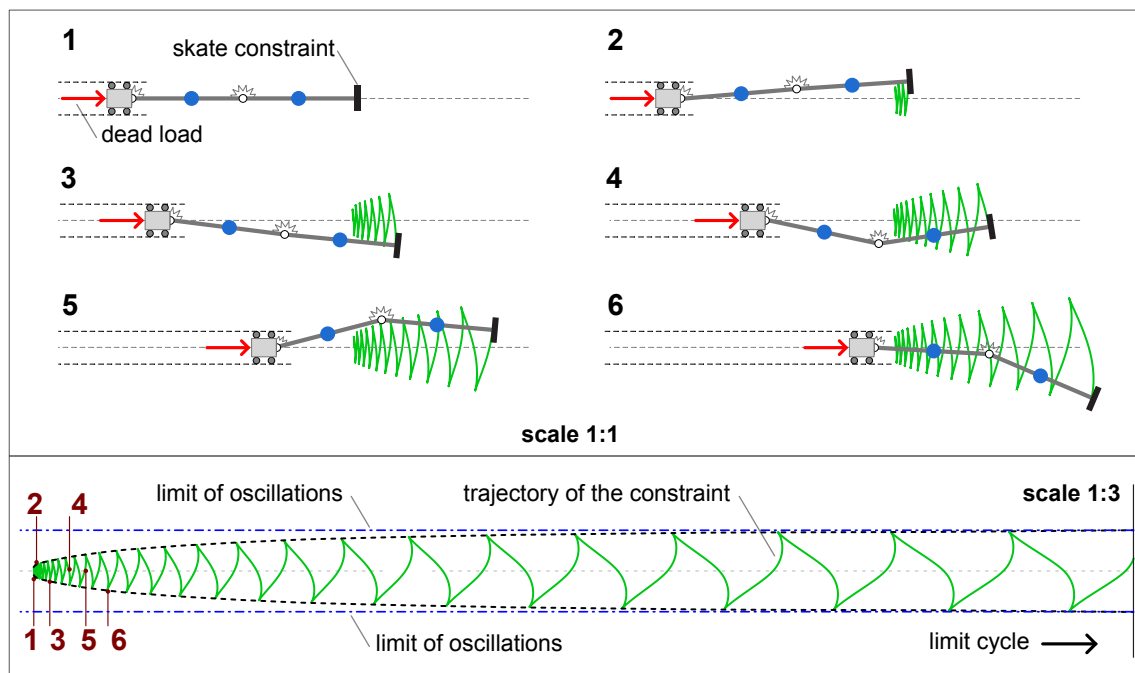 1
skate constraint
dead load
2
3
4
5
6
scale 1:1
limit of oscillations
trajectory of the constraint
scale 1:3
2
4
1
3
5
6
limit of oscillations
limit cycle